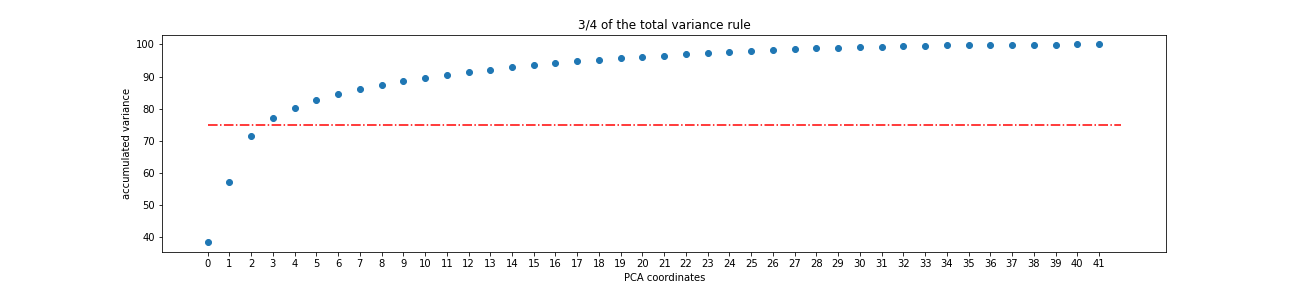 3/4 of the total variance rule
accumulated variance
100
90
80
70
60
50
40
0 1 2 3 4 5 6 7 8 9 10 11 12 13 14 15 16 17 18 19 20 21 22 23 24 25 26 27 28 29 30 31 32 33 34 35 36 37 38 39 40 41
PCA coordinates